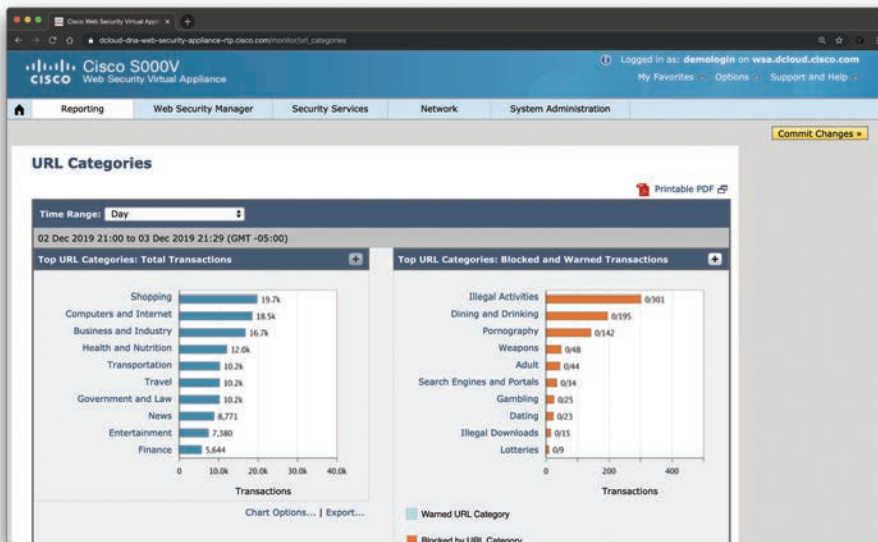 Cisco Web Security Virtual Appl
dcloud-dna-web-security-appliance-rtp.cisco.com/monitor/url_categories
Cisco S000V
CISCO Web Security Virtual Appliance
Logged in as: demologin on wsa.dcloud.cisco.com
My Favorites Options Support and Help
Reporting Web Security Manager Security Services Network System Administration
Commit Changes »
URL Categories
Printable PDF
Time Range: Day
02 Dec 2019 21:00 to 03 Dec 2019 21:29 (GMT -05:00)
Top URL Categories: Total Transactions
Shopping 19.7k
Computers and Internet 18.5k
Business and Industry 16.7k
Health and Nutrition 12.0k
Transportation 10.2k
Travel 10.2k
Government and Law 10.2k
News 8,771
Entertainment 7,380
Finance 5,644
0 10.0k 20.0k 30.0k 40.0k
Transactions
Chart Options... | Export...
Top URL Categories: Blocked and Warned Transactions
Illegal Activities 0/301
Dining and Drinking 0/195
Pornography 0/142
Weapons 0/48
Adult 0/44
Search Engines and Portals 0/34
Gambling 0/25
Dating 0/23
Illegal Downloads 0/15
Lotteries 0/9
0 200 400
Transactions
Warned URL Category
Blocked by URL Category